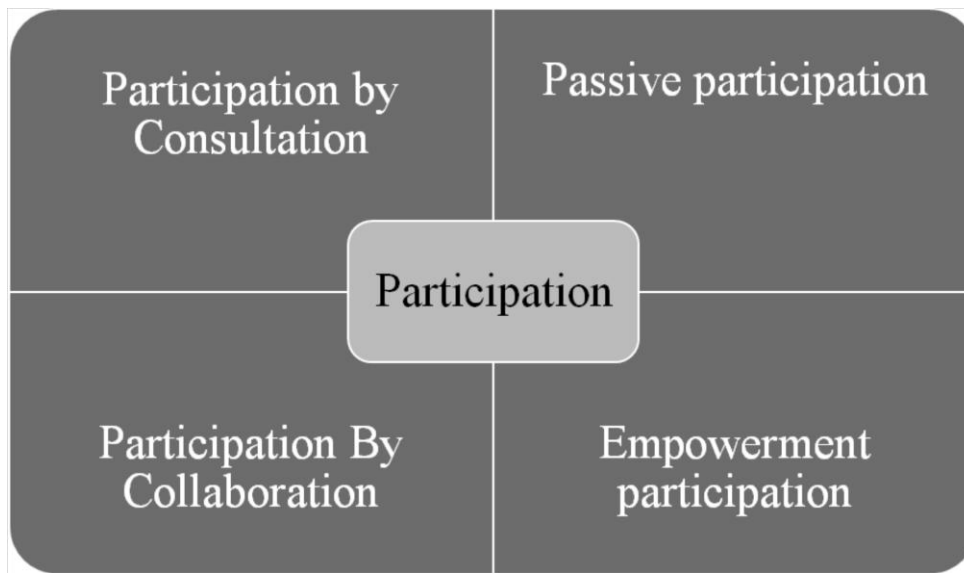 Participation by
Consultation
Passive participation
Participation
Participation By
Collaboration
Empowerment
participation